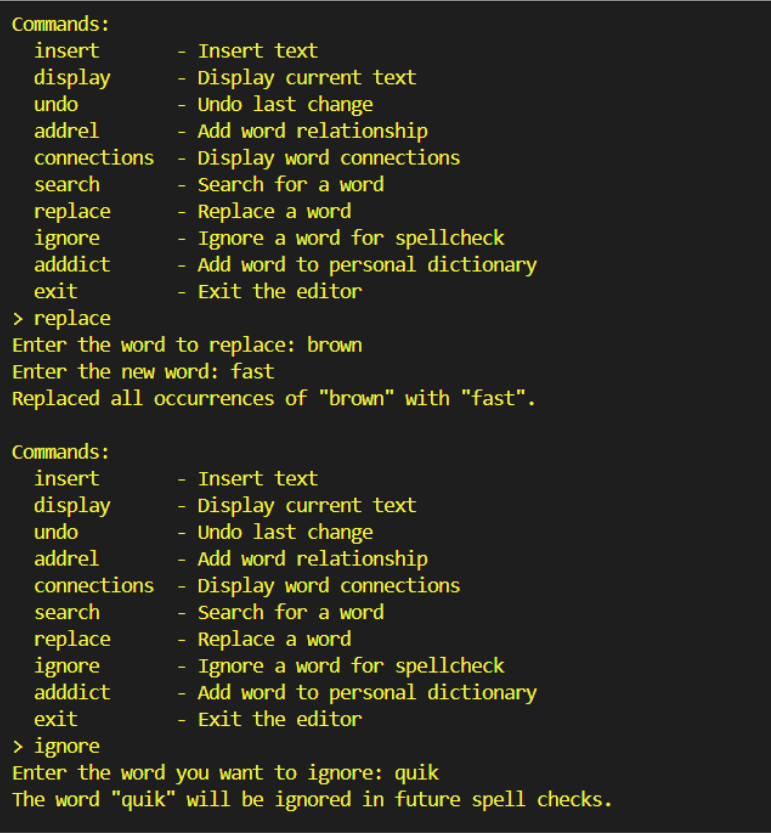 Commands:
  insert       - Insert text
  display      - Display current text
  undo         - Undo last change
  addrel       - Add word relationship
  connections  - Display word connections
  search       - Search for a word
  replace      - Replace a word
  ignore       - Ignore a word for spellcheck
  adddict      - Add word to personal dictionary
  exit         - Exit the editor
> replace
Enter the word to replace: brown
Enter the new word: fast
Replaced all occurrences of "brown" with "fast".

Commands:
  insert       - Insert text
  display      - Display current text
  undo         - Undo last change
  addrel       - Add word relationship
  connections  - Display word connections
  search       - Search for a word
  replace      - Replace a word
  ignore       - Ignore a word for spellcheck
  adddict      - Add word to personal dictionary
  exit         - Exit the editor
> ignore
Enter the word you want to ignore: quik
The word "quik" will be ignored in future spell checks.